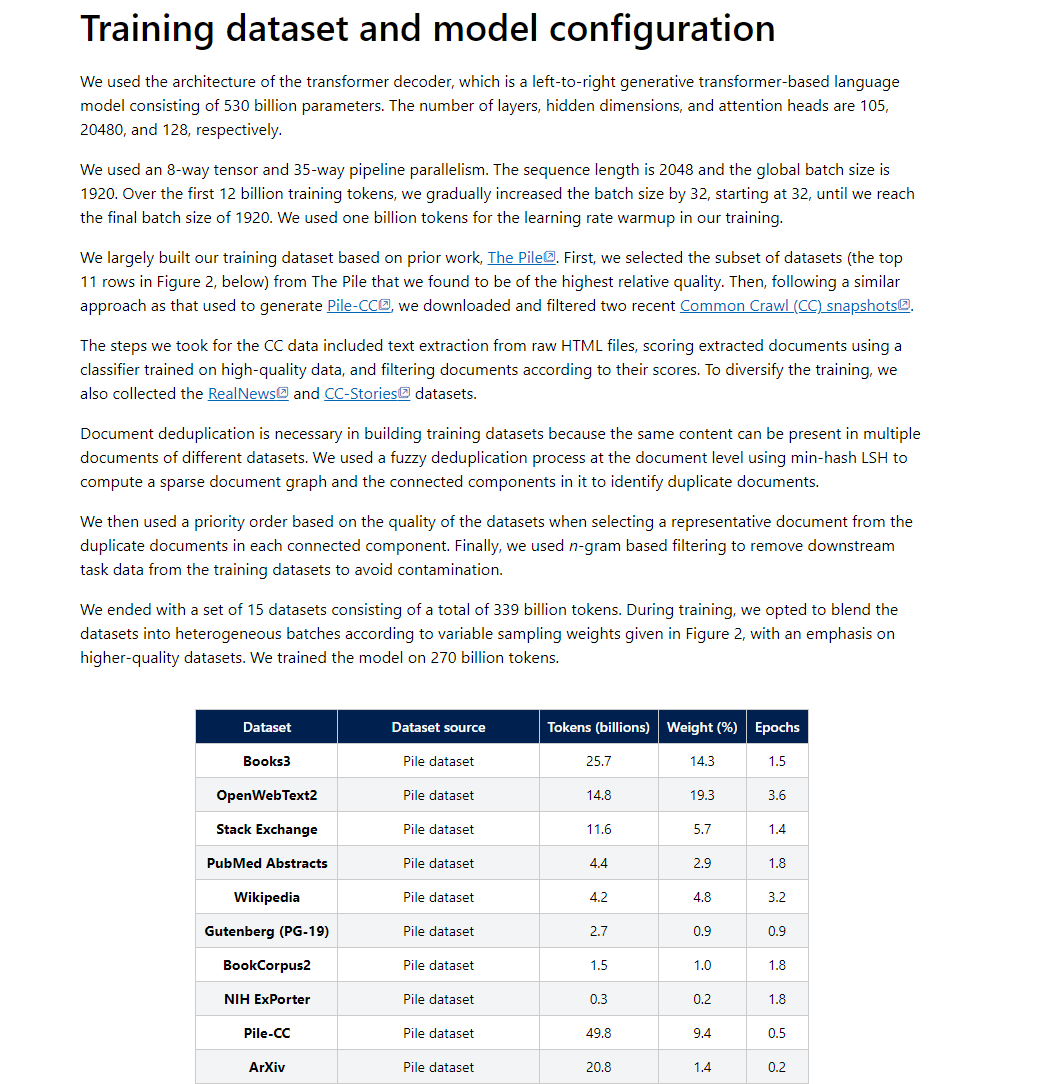 Training dataset and model configuration
We used the architecture of the transformer decoder, which is a left-to-right generative transformer-based language
model consisting of 530 billion parameters. The number of layers, hidden dimensions, and attention heads are 105,
20480, and 128, respectively.
We used an 8-way tensor and 35-way pipeline parallelism. The sequence length is 2048 and the global batch size is
1920. Over the first 12 billion training tokens, we gradually increased the batch size by 32, starting at 32, until we reach
the final batch size of 1920. We used one billion tokens for the learning rate warmup in our training.
We largely built our training dataset based on prior work, The Pile. First, we selected the subset of datasets (the top
11 rows in Figure 2, below) from The Pile that we found to be of the highest relative quality. Then, following a similar
approach as that used to generate Pile-CC, we downloaded and filtered two recent Common Crawl (CC) snapshots.
The steps we took for the CC data included text extraction from raw HTML files, scoring extracted documents using a
classifier trained on high-quality data, and filtering documents according to their scores. To diversify the training, we
also collected the RealNews and CC-Stories datasets.
Document deduplication is necessary in building training datasets because the same content can be present in multiple
documents of different datasets. We used a fuzzy deduplication process at the document level using min-hash LSH to
compute a sparse document graph and the connected components in it to identify duplicate documents.
We then used a priority order based on the quality of the datasets when selecting a representative document from the
duplicate documents in each connected component. Finally, we used n-gram based filtering to remove downstream
task data from the training datasets to avoid contamination.
We ended with a set of 15 datasets consisting of a total of 339 billion tokens. During training, we opted to blend the
datasets into heterogeneous batches according to variable sampling weights given in Figure 2, with an emphasis on
higher-quality datasets. We trained the model on 270 billion tokens.
Dataset Dataset source Tokens (billions) Weight (%) Epochs
Books3 Pile dataset 25.7 14.3 1.5
OpenWebText2 Pile dataset 14.8 19.3 3.6
Stack Exchange Pile dataset 11.6 5.7 1.4
PubMed Abstracts Pile dataset 4.4 2.9 1.8
Wikipedia Pile dataset 4.2 4.8 3.2
Gutenberg (PG-19) Pile dataset 2.7 0.9 0.9
BookCorpus2 Pile dataset 1.5 1.0 1.8
NIH ExPorter Pile dataset 0.3 0.2 1.8
Pile-CC Pile dataset 49.8 9.4 0.5
ArXiv Pile dataset 20.8 1.4 0.2